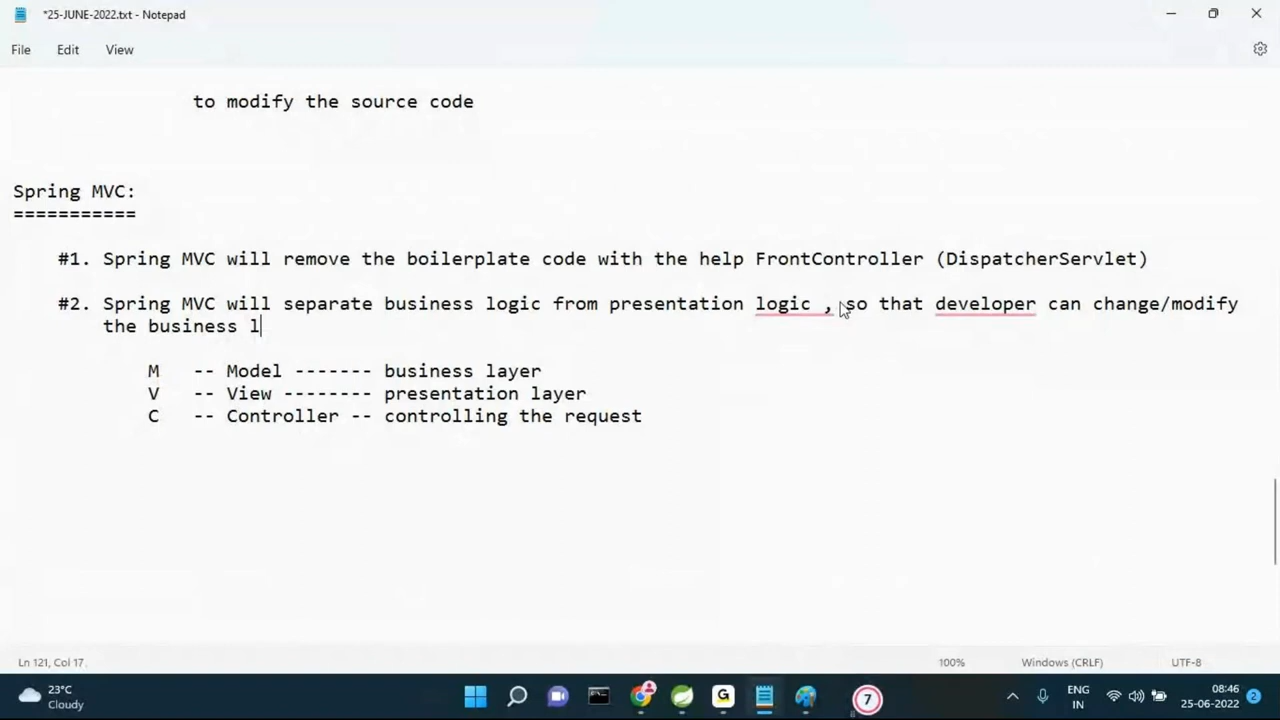 *25-JUNE-2022.txt - Notepad
File Edit View
to modify the source code
Spring MVC:
===========
#1. Spring MVC will remove the boilerplate code with the help FrontController (DispatcherServlet)
#2. Spring MVC will separate business logic from presentation logic , so that developer can change/modify
the business l
M -- Model ------- business layer
V -- View -------- presentation layer
C -- Controller -- controlling the request
Ln 121, Col 17 100% Windows (CRLF) UTF-8
23°C
Cloudy
G
7
ENG
IN
08:46
25-06-2022
2